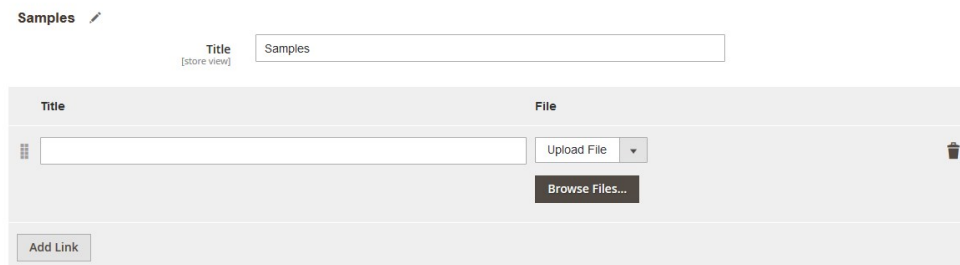 Samples
Title Samples
[store view]
Title File
Upload File
Browse Files...
Add Link